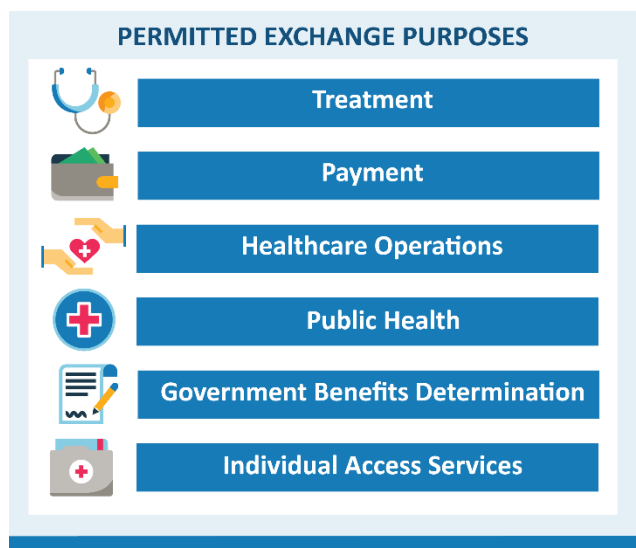 PERMITTED EXCHANGE PURPOSES
Treatment
Payment
Healthcare Operations
Public Health
Government Benefits Determination
Individual Access Services